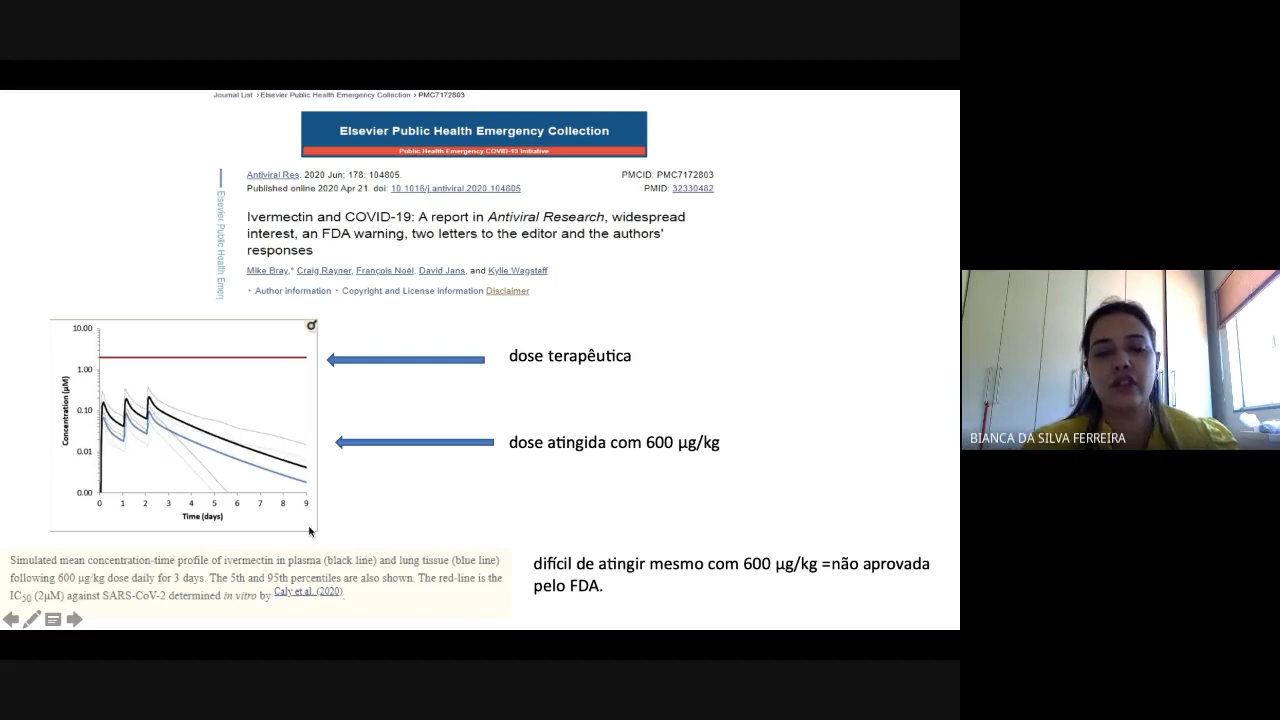 Journal List > Elsevier Public Health Emergency Collection > PMC7172803
Elsevier Public Health Emergency Collection
Public Health Emergency COVID-19 Initiative
Elsevier Public Health Emer
Antiviral Res. 2020 Jun; 178: 104805.
PMCID: PMC7172803
Published online 2020 Apr 21. doi: 10.1016/j.antiviral.2020.104805
PMID: 32330482
Ivermectin and COVID-19: A report in Antiviral Research, widespread
interest, an FDA warning, two letters to the editor and the authors'
responses
Mike Bray,* Craig Rayner, François Noël, David Jans, and Kylie Wagstaff
• Author information • Copyright and License information Disclaimer
10.00
1.00
0.10
0.01
0.00
Concentration (µM)
0 1 2 3 4 5 6 7 8 9
Time (days)
dose terapêutica
dose atingida com 600 µg/kg
Simulated mean concentration-time profile of ivermectin in plasma (black line) and lung tissue (blue line)
following 600 µg/kg dose daily for 3 days. The 5th and 95th percentiles are also shown. The red-line is the
IC50 (2µM) against SARS-CoV-2 determined in vitro by Caly et al. (2020).
difícil de atingir mesmo com 600 µg/kg =não aprovada
pelo FDA.
BIANCA DA SILVA FERREIRA